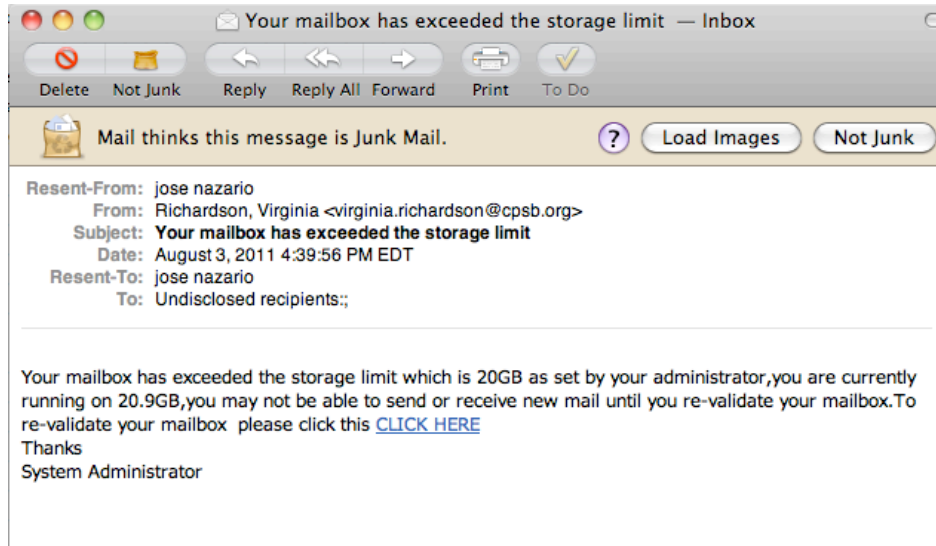 Your mailbox has exceeded the storage limit — Inbox
Delete Not Junk Reply Reply All Forward Print To Do
Mail thinks this message is Junk Mail. ? Load Images Not Junk
Resent-From: jose nazario
From: Richardson, Virginia <virginia.richardson@cpsb.org>
Subject: Your mailbox has exceeded the storage limit
Date: August 3, 2011 4:39:56 PM EDT
Resent-To: jose nazario
To: Undisclosed recipients:;
Your mailbox has exceeded the storage limit which is 20GB as set by your administrator,you are currently
running on 20.9GB,you may not be able to send or receive new mail until you re-validate your mailbox.To
re-validate your mailbox  please click this CLICK HERE
Thanks
System Administrator